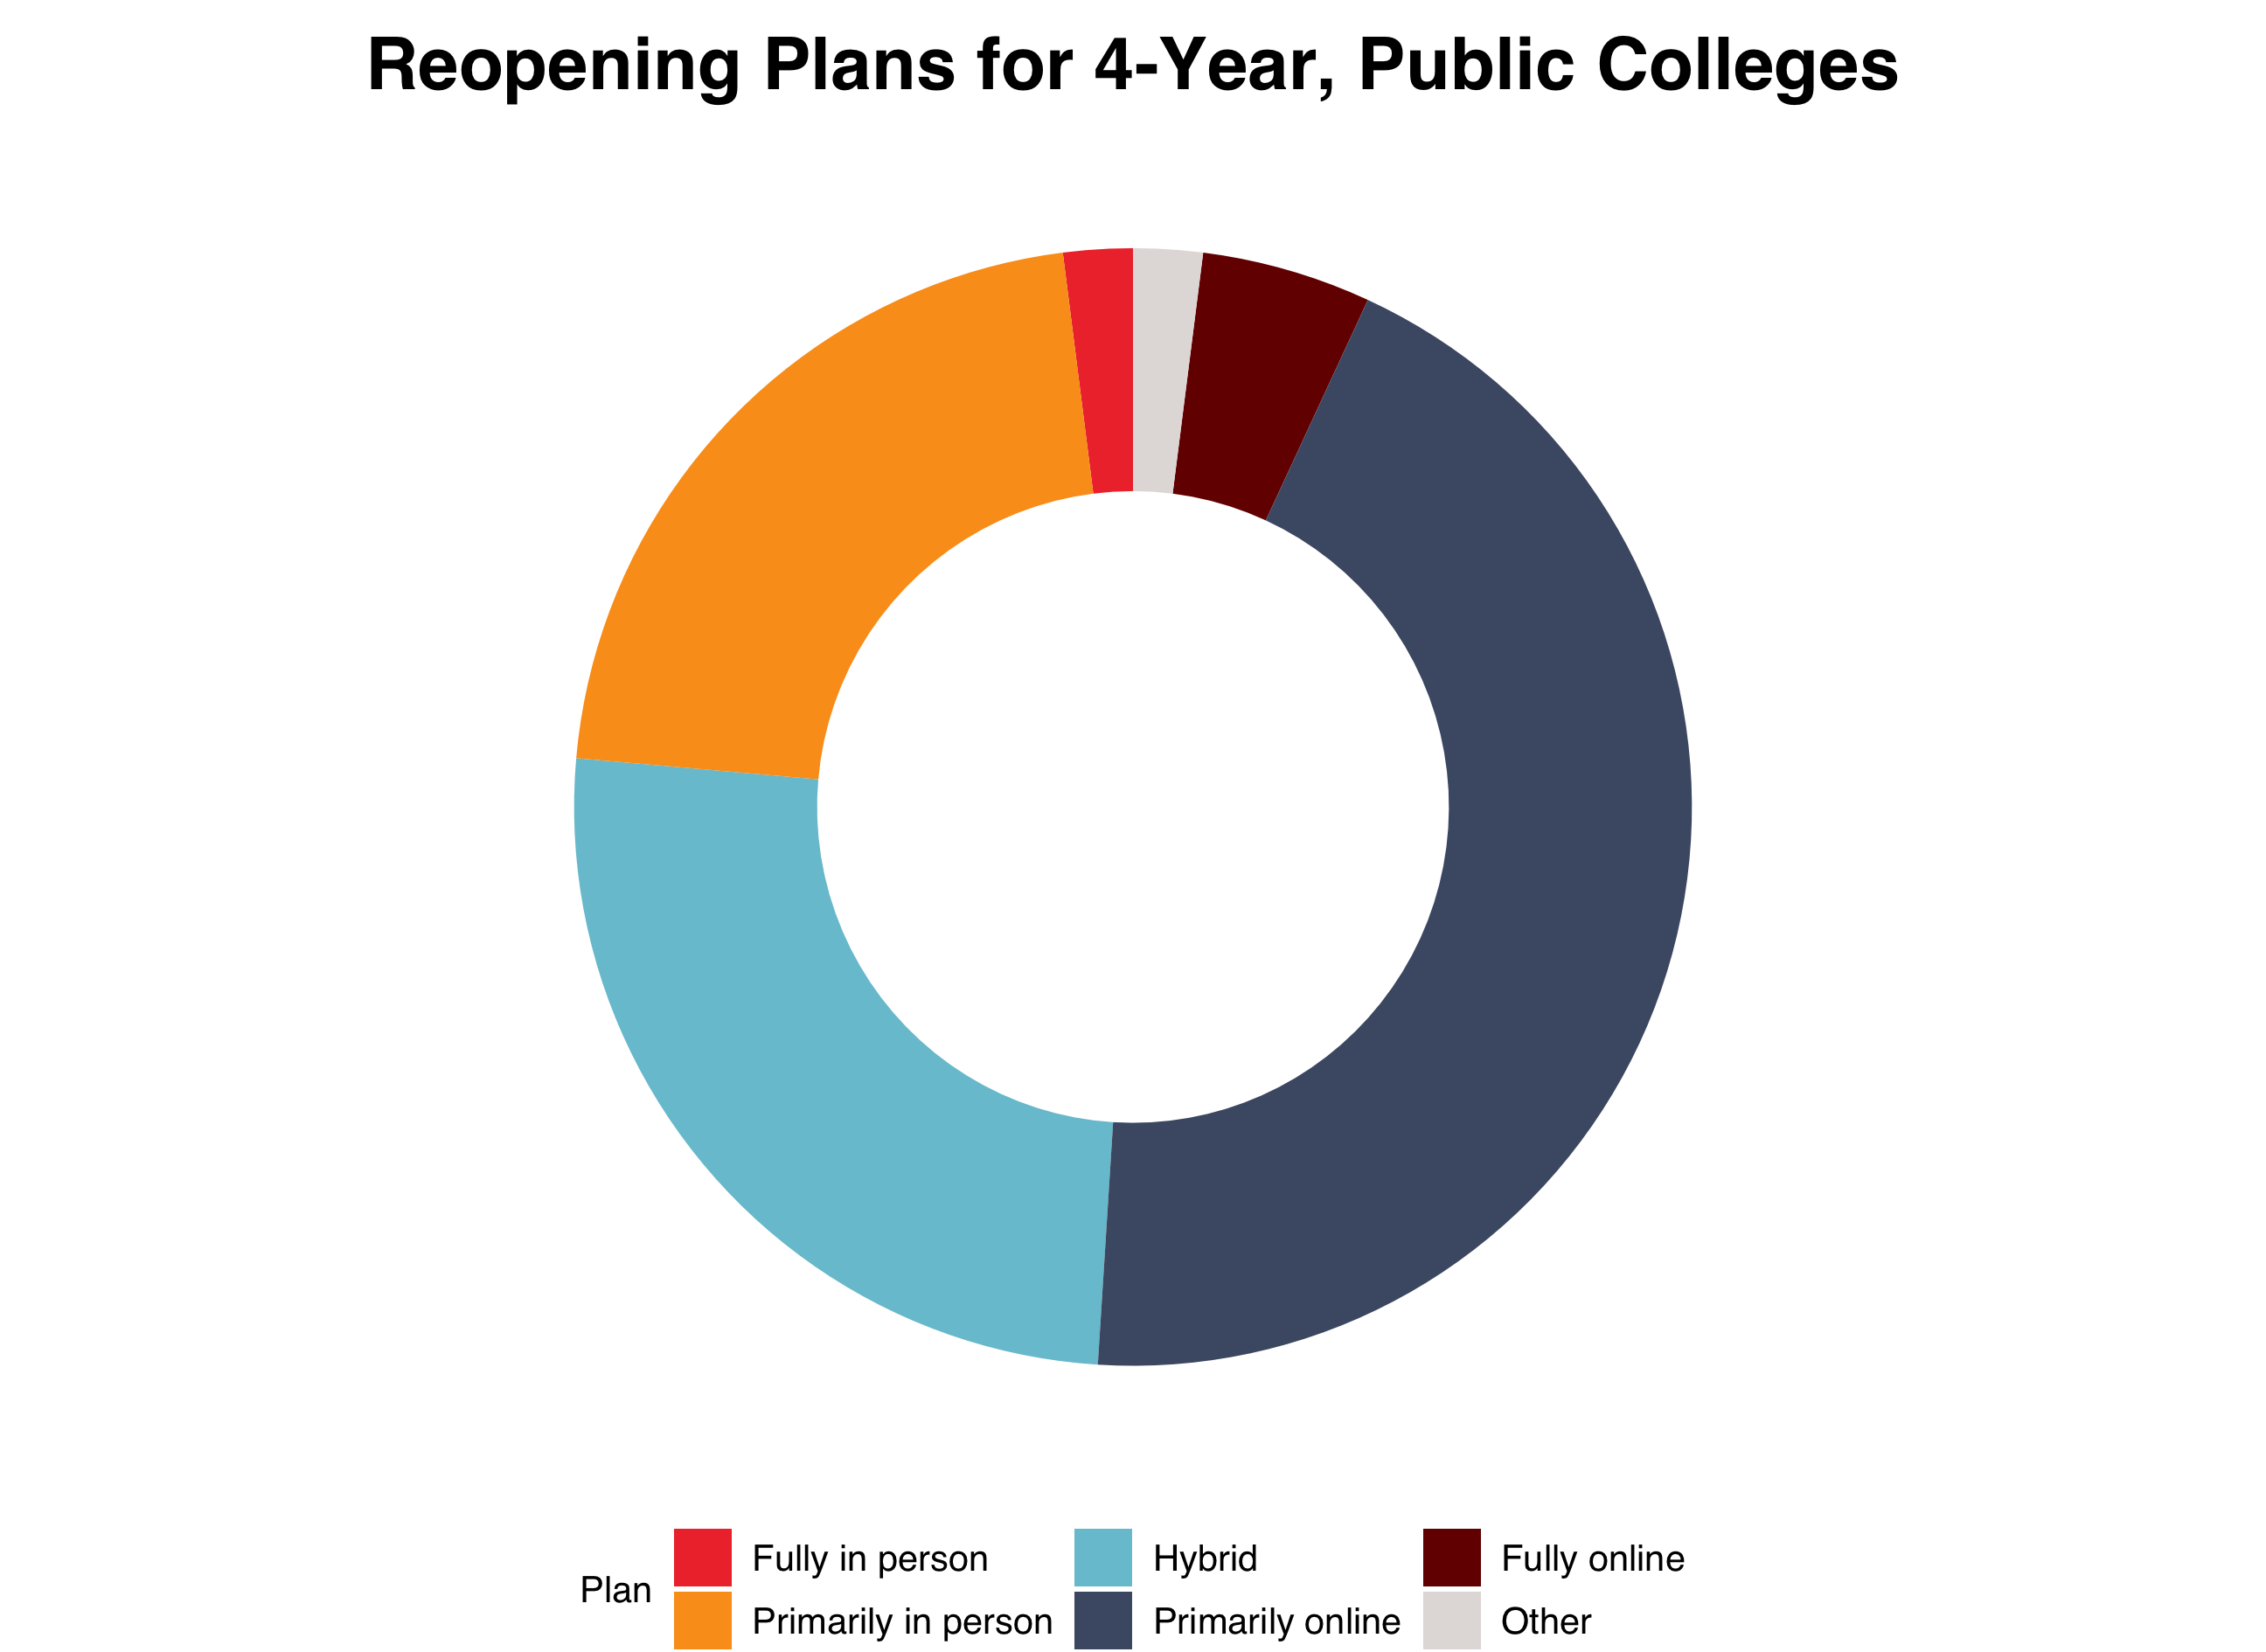 Reopening Plans for 4-Year, Public Colleges
Plan
Fully in person
Primarily in person
Hybrid
Primarily online
Fully online
Other